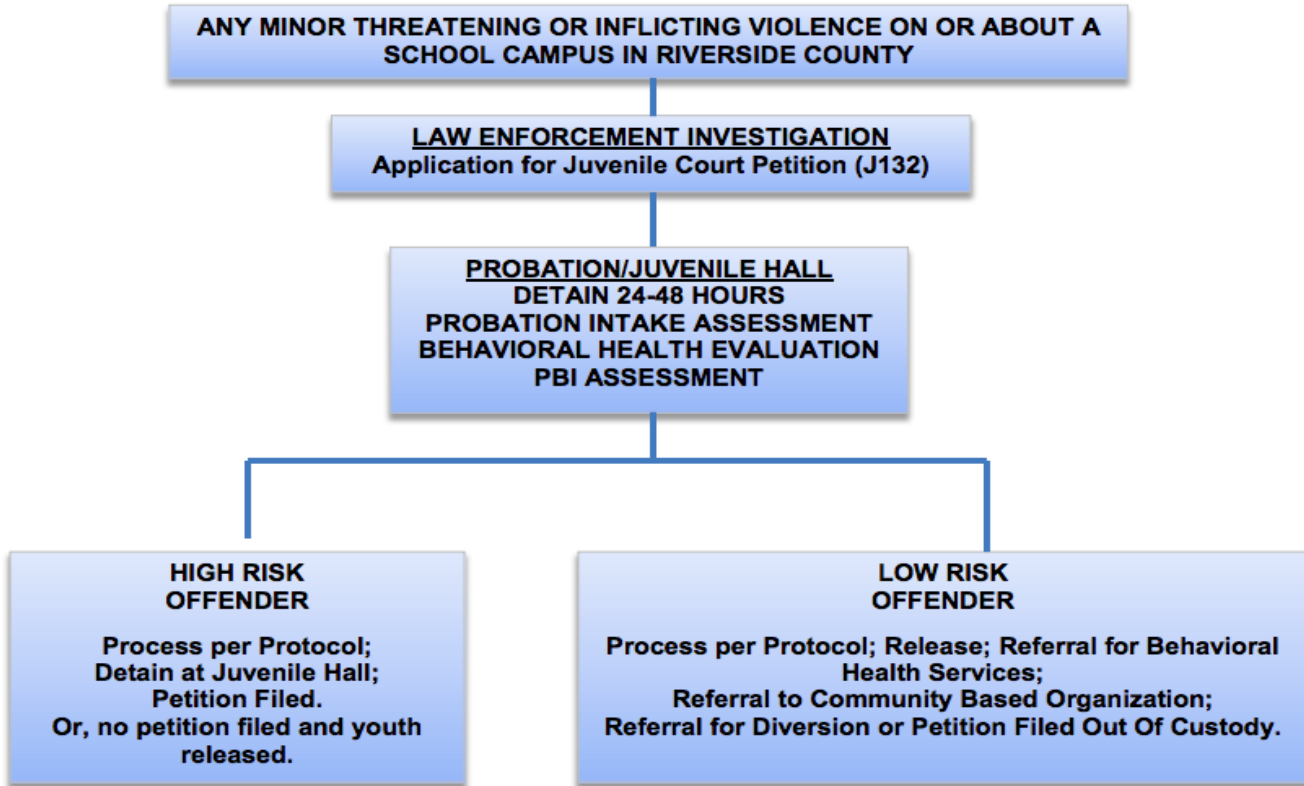 ANY MINOR THREATENING OR INFLICTING VIOLENCE ON OR ABOUT A
SCHOOL CAMPUS IN RIVERSIDE COUNTY
LAW ENFORCEMENT INVESTIGATION
Application for Juvenile Court Petition (J132)
PROBATION/JUVENILE HALL
DETAIN 24-48 HOURS
PROBATION INTAKE ASSESSMENT
BEHAVIORAL HEALTH EVALUATION
PBI ASSESSMENT
HIGH RISK
OFFENDER
Process per Protocol;
Detain at Juvenile Hall;
Petition Filed.
Or, no petition filed and youth
released.
LOW RISK
OFFENDER
Process per Protocol; Release; Referral for Behavioral
Health Services;
Referral to Community Based Organization;
Referral for Diversion or Petition Filed Out Of Custody.